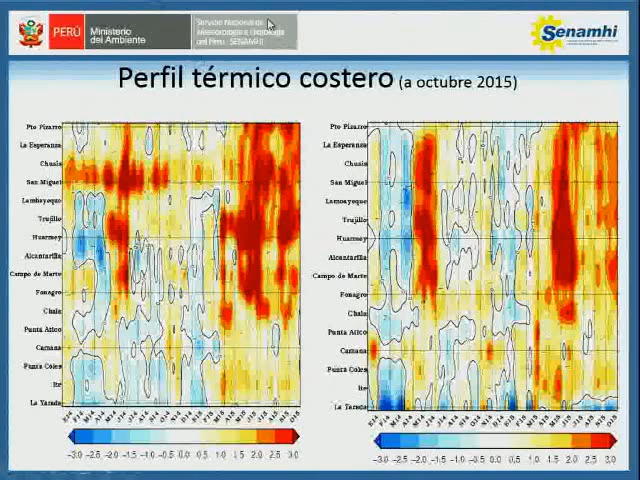 PERÚ
Ministerio
del Ambiente
Servicio Nacional de
Meteorología e Hidrología
del Perú - SENAMHI
Senamhi
Perfil térmico costero (a octubre 2015)
Pto Pizarro
La Esperanza
Chusis
San Miguel
Lambayeque
Trujillo
Huarmey
Alcantarilla
Campo de Marte
Fonagro
Chala
Punta Atico
Camana
Punta Coles
Ite
La Yarada
-3.0 -2.5 -2.0 -1.5 -1.0 -0.5 0.0 0.5 1.0 1.5 2.0 2.5 3.0
Pto Pizarro
La Esperanza
Chusis
San Miguel
Lambayeque
Trujillo
Huarmey
Alcantarilla
Campo de Marte
Fonagro
Chala
Punta Atico
Camana
Punta Coles
Ite
La Yarada
-3.0 -2.5 -2.0 -1.5 -1.0 -0.5 0.0 0.5 1.0 1.5 2.0 2.5 3.0